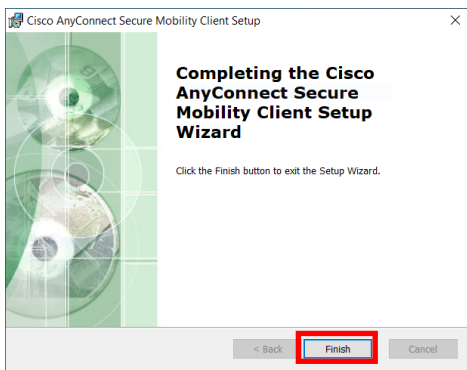 Cisco AnyConnect Secure Mobility Client Setup
Completing the Cisco
AnyConnect Secure
Mobility Client Setup
Wizard
Click the Finish button to exit the Setup Wizard.
< Back Finish Cancel